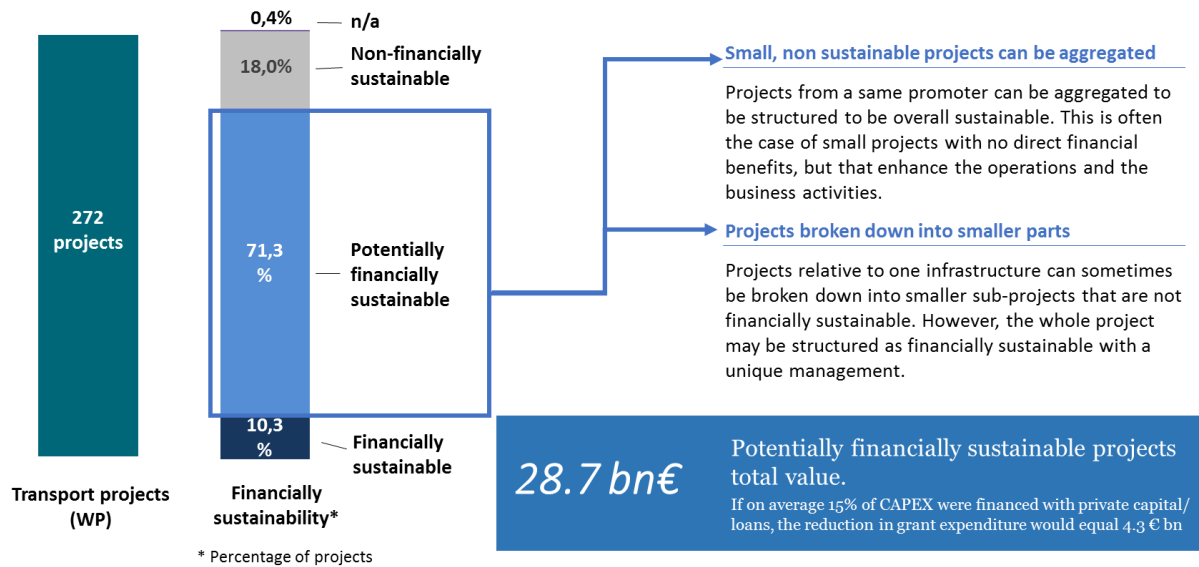 0,4%
n/a
18,0%
Non-financially
sustainable
272
projects
71,3
%
Potentially
financially
sustainable
10,3
%
Financially
sustainable
Transport projects
(WP)
Financially
sustainability*
* Percentage of projects
Small, non sustainable projects can be aggregated
Projects from a same promoter can be aggregated to
be structured to be overall sustainable. This is often
the case of small projects with no direct financial
benefits, but that enhance the operations and the
business activities.
Projects broken down into smaller parts
Projects relative to one infrastructure can sometimes
be broken down into smaller sub-projects that are not
financially sustainable. However, the whole project
may be structured as financially sustainable with a
unique management.
28.7 bn€
Potentially financially sustainable projects
total value.
If on average 15% of CAPEX were financed with private capital/
loans, the reduction in grant expenditure would equal 4.3 € bn